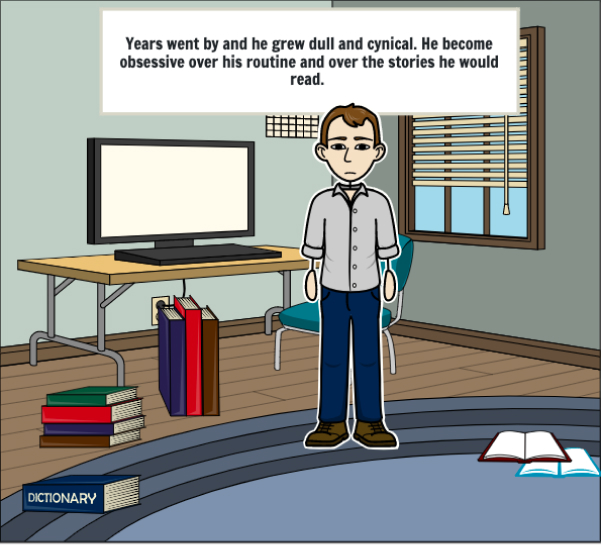 Years went by and he grew dull and cynical. He become
obsessive over his routine and over the stories he would
read.
DICTIONARY